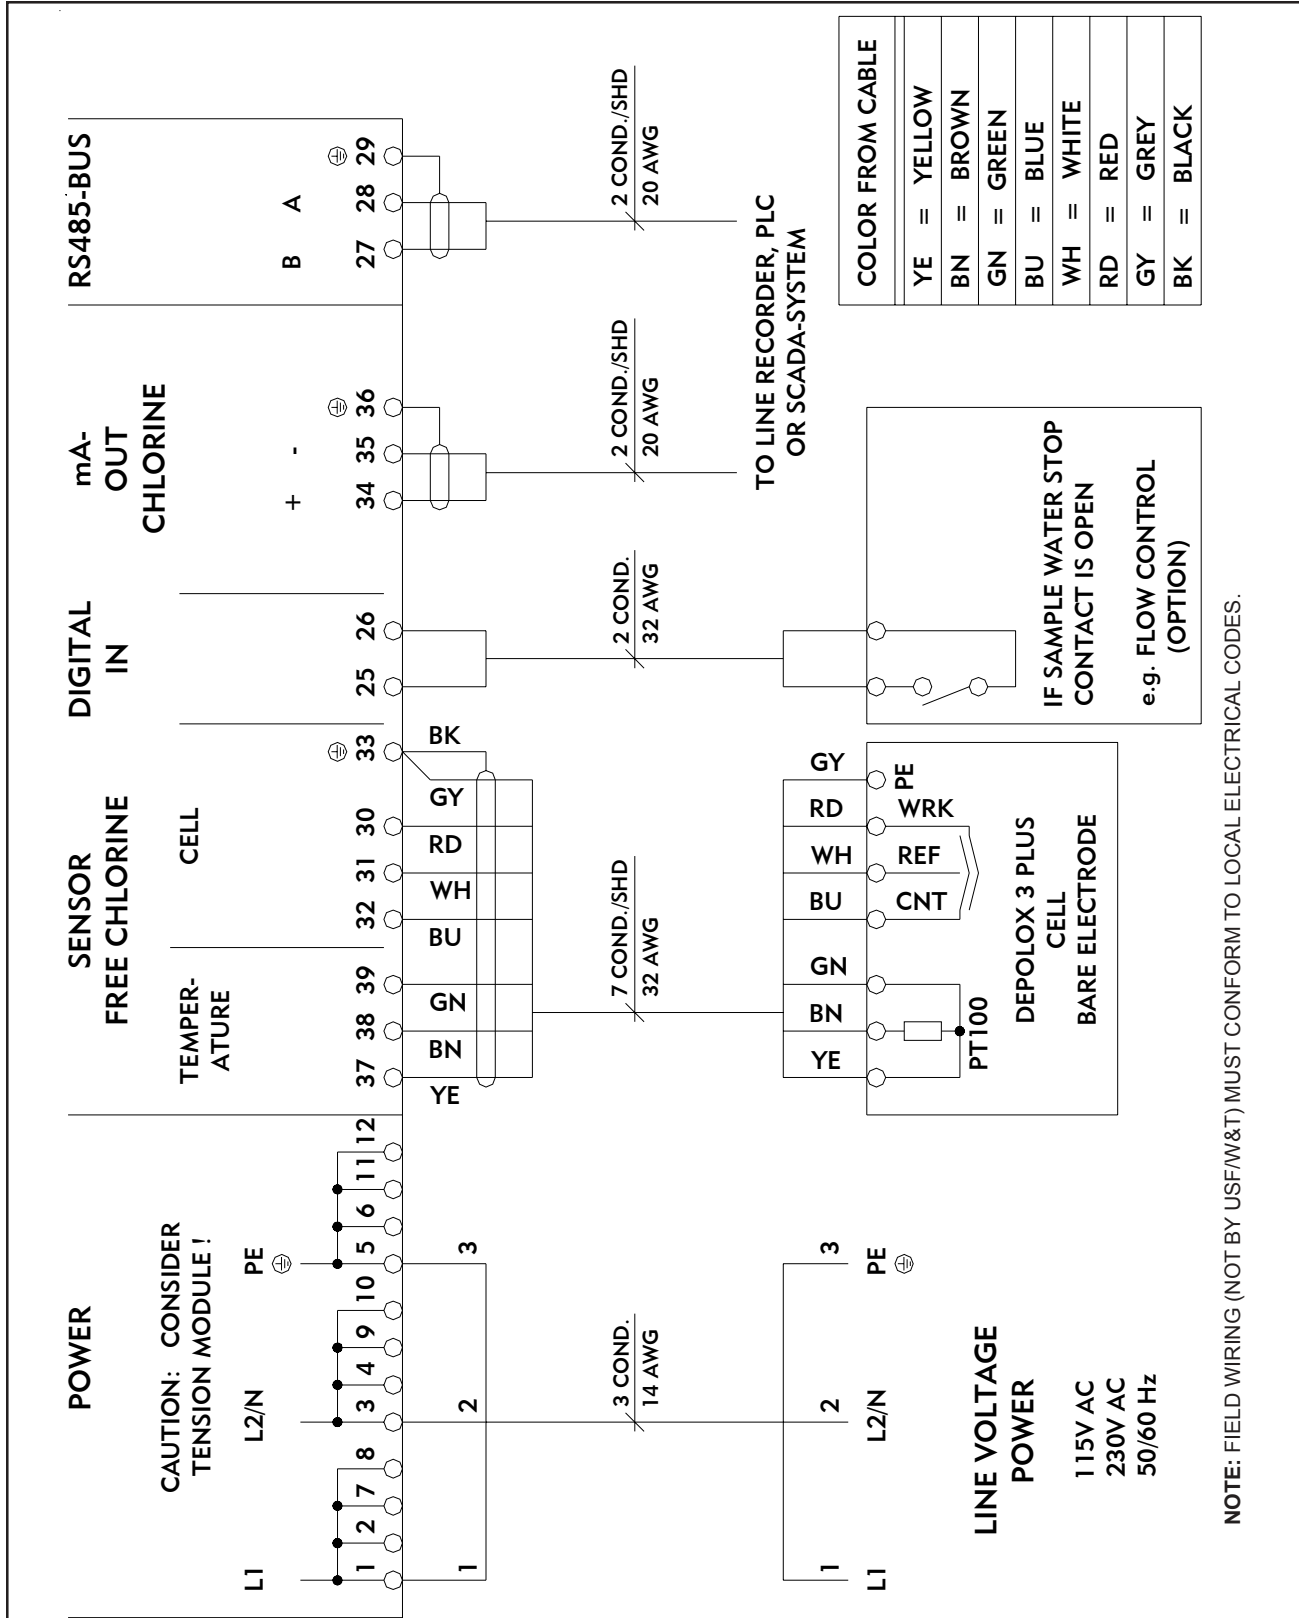 POWER
CAUTION: CONSIDER
TENSION MODULE !
L1
L2/N
PE
1 2 7 8 3 4 9 10 5 6 11 12
1
2
3
3 COND.
14 AWG
1
2
3
L1
L2/N
PE
LINE VOLTAGE
POWER
115V AC
230V AC
50/60 Hz
SENSOR
FREE CHLORINE
TEMPER-
ATURE
CELL
37 38 39 32 31 30 33
YE
BN
GN
BU
WH
RD
GY
BK
7 COND./SHD
32 AWG
YE
BN
GN
BU
WH
RD
GY
PT100
CNT
REF
WRK
PE
DEPOLOX 3 PLUS
CELL
BARE ELECTRODE
DIGITAL
IN
25 26
2 COND.
32 AWG
IF SAMPLE WATER STOP
CONTACT IS OPEN
e.g. FLOW CONTROL
(OPTION)
mA-
OUT
CHLORINE
+ -
34 35 36
2 COND./SHD
20 AWG
RS485-BUS
B A
27 28 29
2 COND./SHD
20 AWG
TO LINE RECORDER, PLC
OR SCADA-SYSTEM
COLOR FROM CABLE
YE = YELLOW
BN = BROWN
GN = GREEN
BU = BLUE
WH = WHITE
RD = RED
GY = GREY
BK = BLACK
NOTE: FIELD WIRING (NOT BY USF/W&T) MUST CONFORM TO LOCAL ELECTRICAL CODES.